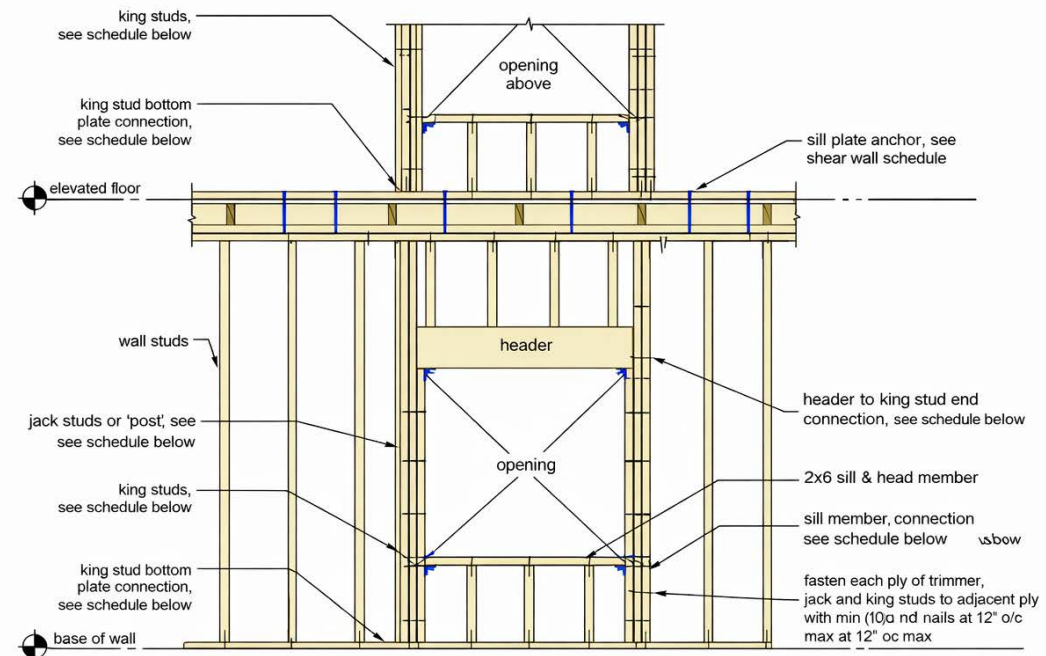 king studs,
see schedule below
opening
above
king stud bottom
plate connection,
see schedule below
sill plate anchor, see
shear wall schedule
elevated floor
wall studs
header
header to king stud end
connection, see schedule below
jack studs or 'post', see
see schedule below
opening
2x6 sill & head member
king studs,
see schedule below
sill member, connection
see schedule below
king stud bottom
plate connection,
see schedule below
fasten each ply of trimmer,
jack and king studs to adjacent ply
with min nd nails at 12" o/c
max at 12" oc max
base of wall